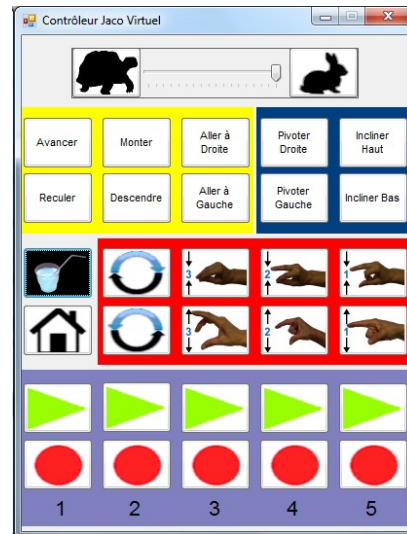 Contrôleur Jaco Virtuel
Avancer
Monter
Aller à
Droite
Pivoter
Droite
Incliner
Haut
Reculer
Descendre
Aller à
Gauche
Pivoter
Gauche
Incliner Bas
3
2
1
3
2
1
1 2 3 4 5